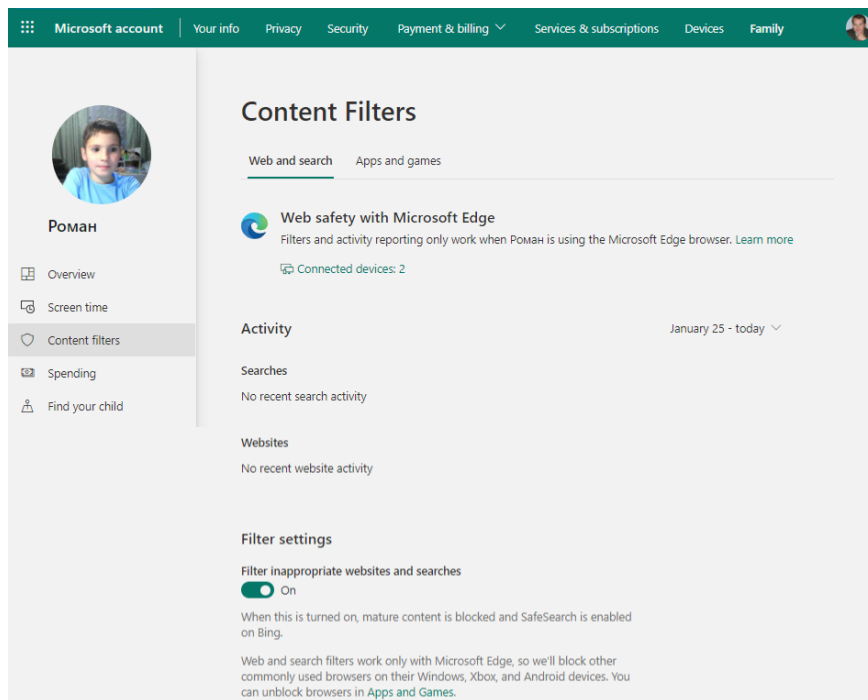 Microsoft account Your info Privacy Security Payment & billing Services & subscriptions Devices Family
Роман
Overview
Screen time
Content filters
Spending
Find your child
Content Filters
Web and search Apps and games
Web safety with Microsoft Edge
Filters and activity reporting only work when Роман is using the Microsoft Edge browser. Learn more
Connected devices: 2
Activity January 25 - today
Searches
No recent search activity
Websites
No recent website activity
Filter settings
Filter inappropriate websites and searches
On
When this is turned on, mature content is blocked and SafeSearch is enabled
on Bing.
Web and search filters work only with Microsoft Edge, so we'll block other
commonly used browsers on their Windows, Xbox, and Android devices. You
can unblock browsers in Apps and Games.